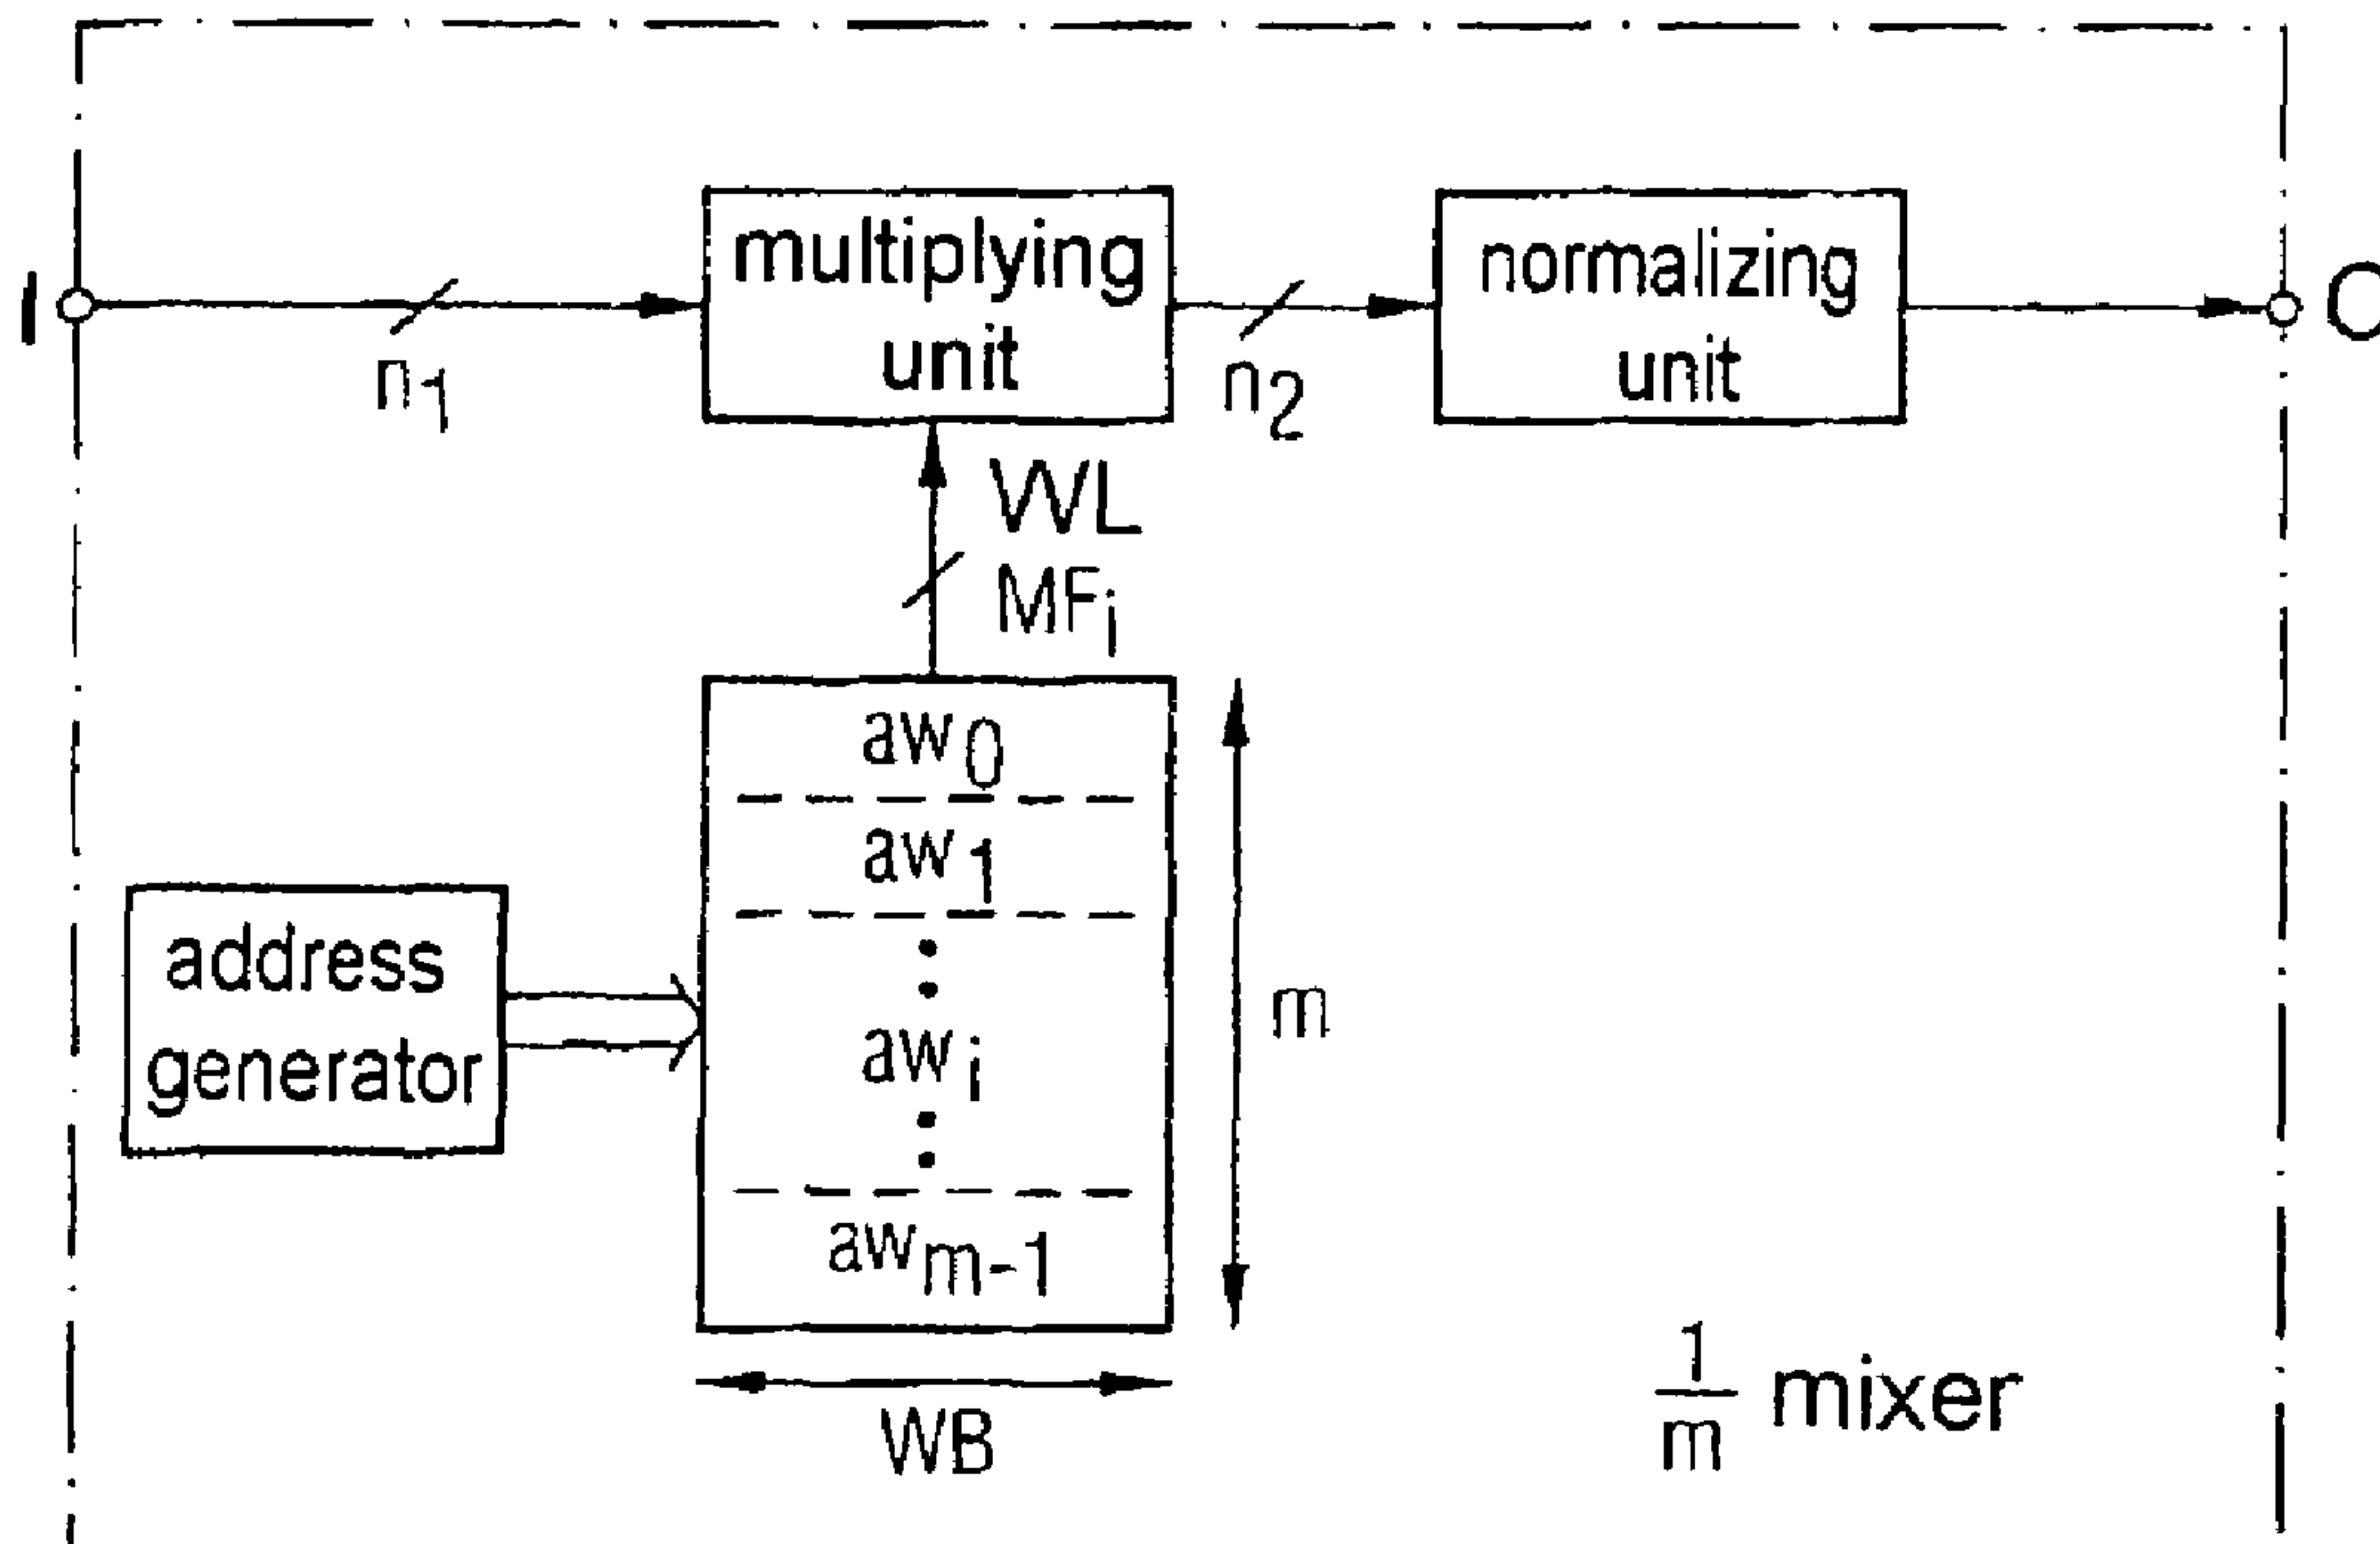 multiplying
unit
normalizing
unit
I
O
n1
n2
WL
MFi
aw0
aw1
awi
awm-1
address
generator
m
WB
1
m
mixer